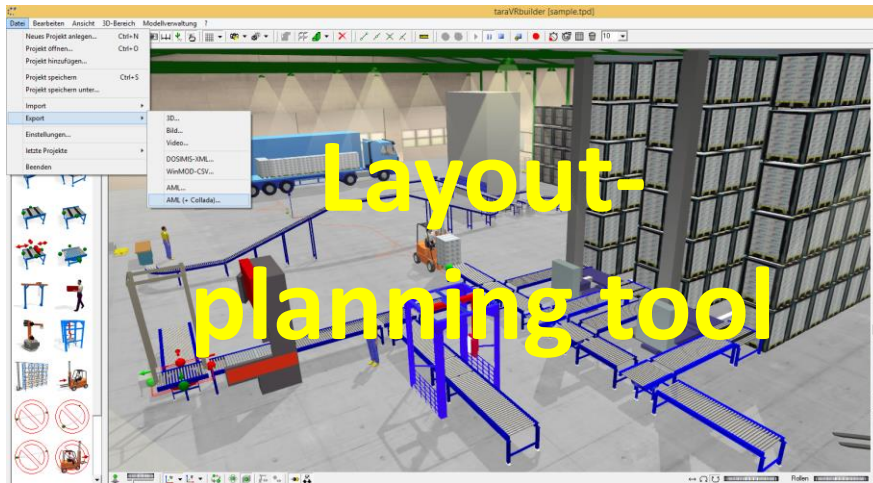 taraVRbuilder [sample.tpd]
Datei Bearbeiten Ansicht 3D-Bereich Modellverwaltung ?
Neues Projekt anlegen... Ctrl+N
Projekt öffnen... Ctrl+O
Projekt hinzufügen...
Projekt speichern Ctrl+S
Projekt speichern unter...
Import
Export
Einstellungen...
letzte Projekte
Beenden
3D...
Bild...
Video...
DOSIMIS-XML...
WinMOD-CSV...
AML...
AML (+ Collada)...
10
Layout-
planning tool
Rollen